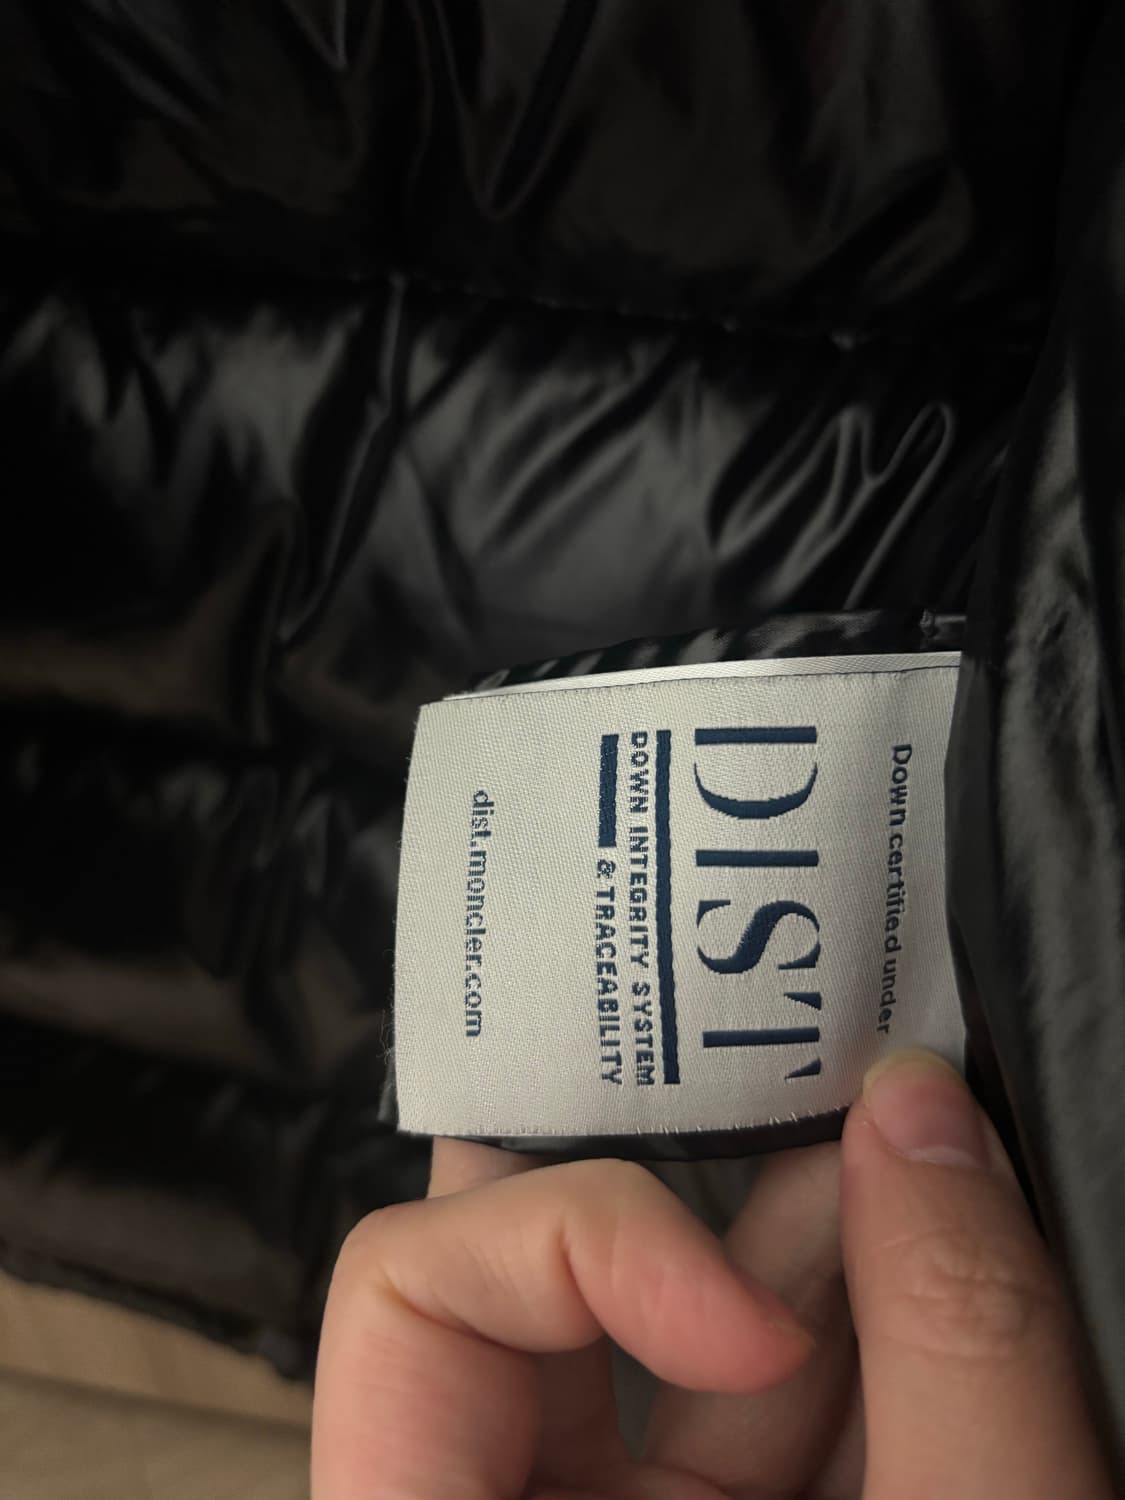 Down certified under
DIST
DOWN INTEGRITY SYSTEM
& TRACEABILITY
dist.moncler.com